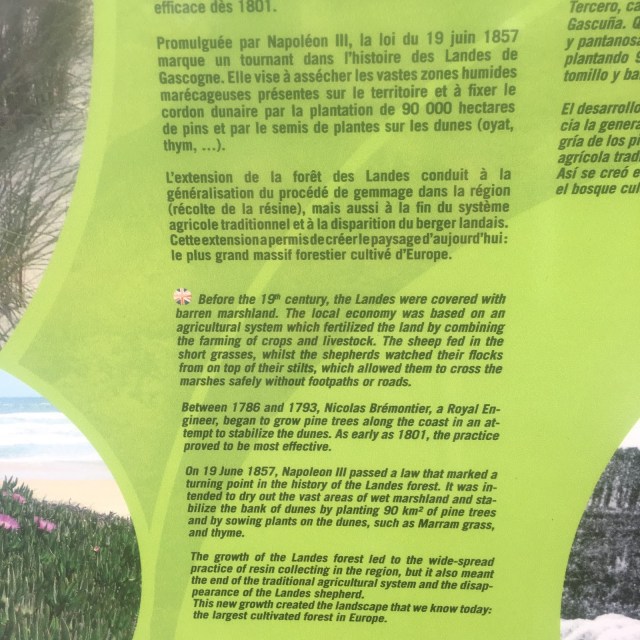 efficace dès 1801.
Promulguée par Napoléon III, la loi du 19 juin 1857
marque un tournant dans l'histoire des Landes de
Gascogne. Elle vise à assécher les vastes zones humides
marécageuses présentes sur le territoire et à fixer le
cordon dunaire par la plantation de 90 000 hectares
de pins et par le semis de plantes sur les dunes (oyat,
thym, ...).
L'extension de la forêt des Landes conduit à la
généralisation du procédé de gemmage dans la région
(récolte de la résine), mais aussi à la fin du système
agricole traditionnel et à la disparition du berger landais.
Cette extension a permis de créer le paysage d'aujourd'hui :
le plus grand massif forestier cultivé d'Europe.
Before the 19th century, the Landes were covered with
barren marshland. The local economy was based on an
agricultural system which fertilized the land by combining
the farming of crops and livestock. The sheep fed in the
short grasses, whilst the shepherds watched their flocks
from on top of their stilts, which allowed them to cross the
marshes safely without footpaths or roads.
Between 1786 and 1793, Nicolas Brémontier, a Royal En-
gineer, began to grow pine trees along the coast in an at-
tempt to stabilize the dunes. As early as 1801, the practice
proved to be most effective.
On 19 June 1857, Napoleon III passed a law that marked a
turning point in the history of the Landes forest. It was in-
tended to dry out the vast areas of wet marshland and sta-
bilize the bank of dunes by planting 90 km² of pine trees
and by sowing plants on the dunes, such as Marram grass,
and thyme.
The growth of the Landes forest led to the wide-spread
practice of resin collecting in the region, but it also meant
the end of the traditional agricultural system and the disap-
pearance of the Landes shepherd.
This new growth created the landscape that we know today:
the largest cultivated forest in Europe.
Tercero, ca
Gascuña.
y pantanosa
plantando
tomillo y ba
El desarrollo
cia la genera
gría de los pi
agrícola trad
Así se creó e
el bosque cul